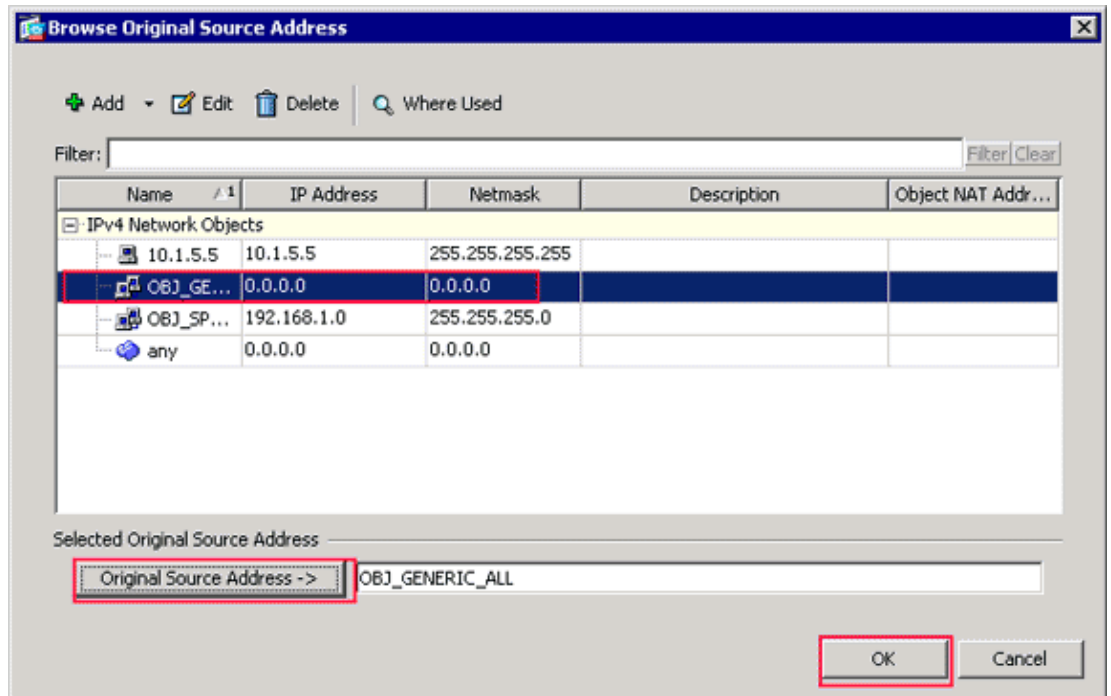 Browse Original Source Address
Add Edit Delete Where Used
Filter: Filter Clear
Name 1 IP Address Netmask Description Object NAT Addr...
IPv4 Network Objects
10.1.5.5 10.1.5.5 255.255.255.255
OBJ_GE... 0.0.0.0 0.0.0.0
OBJ_SP... 192.168.1.0 255.255.255.0
any 0.0.0.0 0.0.0.0
Selected Original Source Address
Original Source Address -> OBJ_GENERIC_ALL
OK Cancel